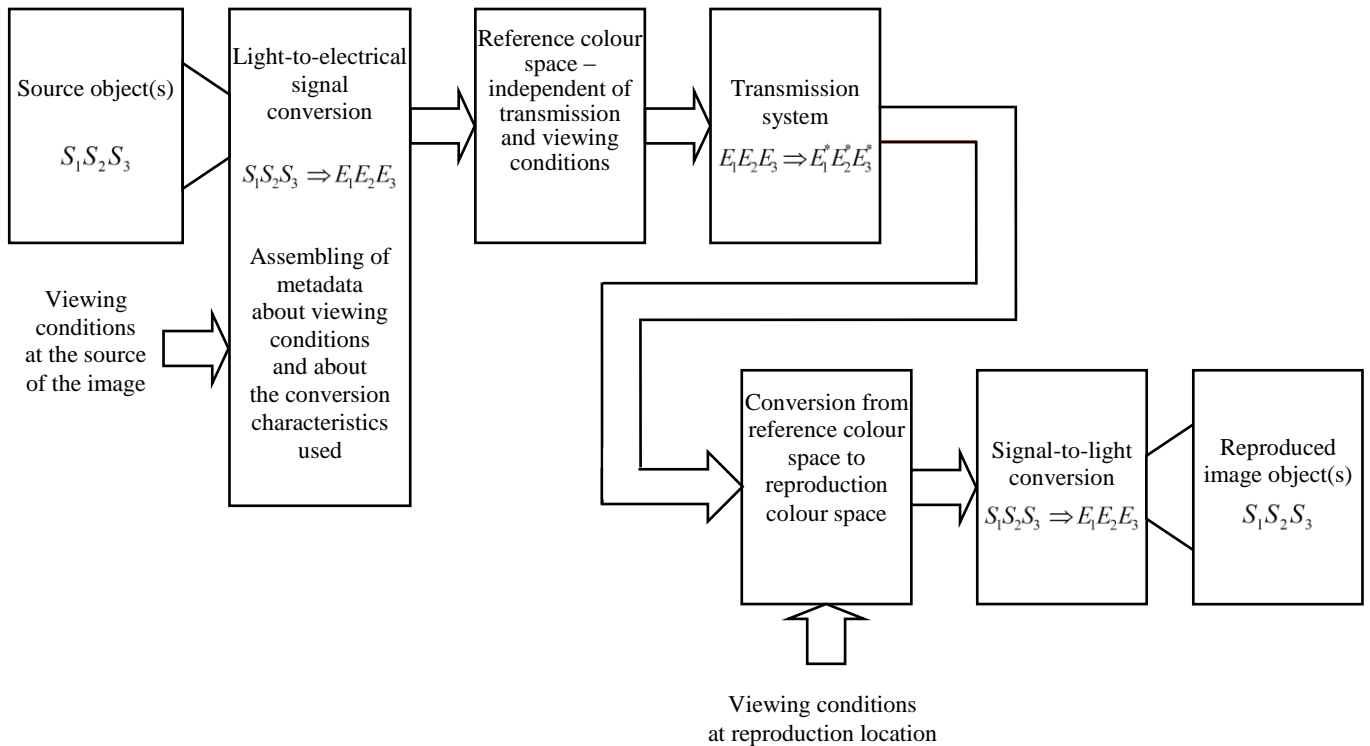 Source object(s)
S₁S₂S₃
Light-to-electrical
signal
conversion
S₁S₂S₃ ⇒ E₁E₂E₃
Assembling of
metadata
about viewing
conditions
and about
the conversion
characteristics
used
Viewing
conditions
at the source
of the image
Reference colour
space –
independent of
transmission
and viewing
conditions
Transmission
system
E₁E₂E₃ ⇒ E₁*E₂*E₃*
Conversion from
reference colour
space to
reproduction
colour space
Viewing conditions
at reproduction location
Signal-to-light
conversion
S₁S₂S₃ ⇒ E₁E₂E₃
Reproduced
image object(s)
S₁S₂S₃